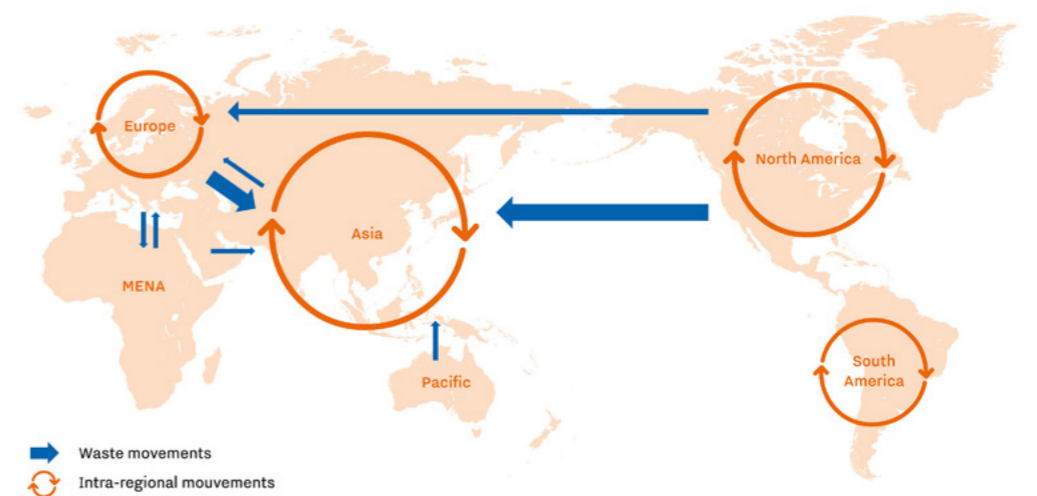 Europe
North America
Asia
MENA
South
America
Pacific
Waste movements
Intra-regional mouvements